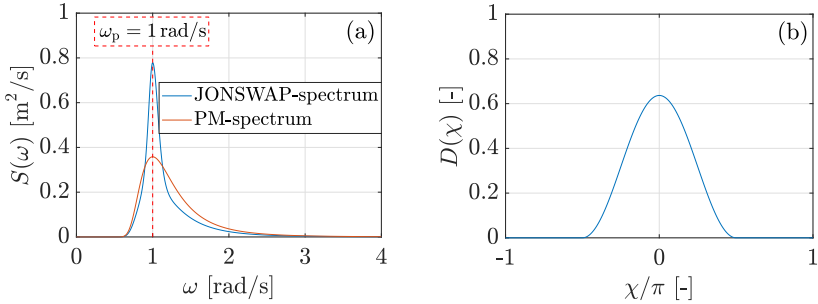 (a)
ω_p = 1 rad/s
1
0.8
0.6
0.4
0.2
0
S(ω) [m²/s]
JONSWAP-spectrum
PM-spectrum
0 1 2 3 4
ω [rad/s]
(b)
1
0.8
0.6
0.4
0.2
0
D(χ) [-]
-1 0 1
χ/π [-]